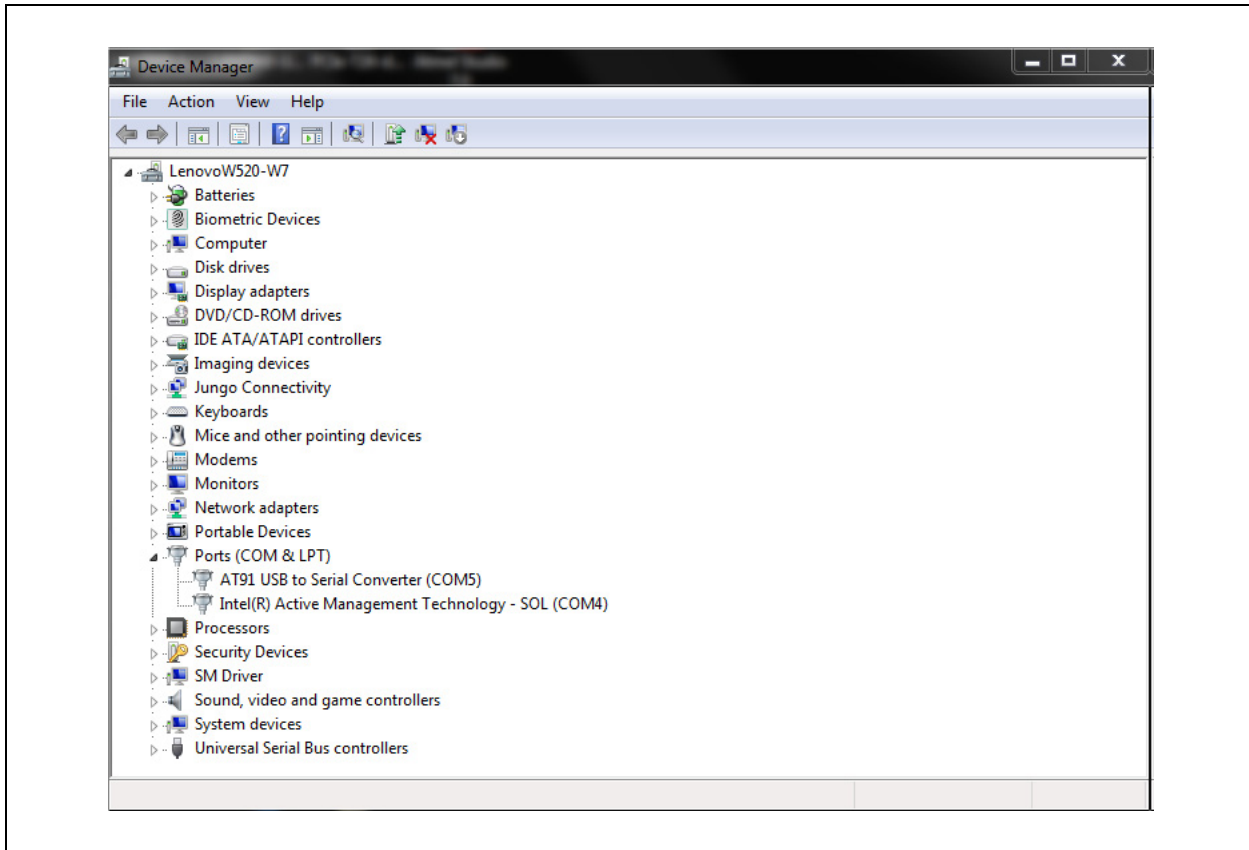 Device Manager
File Action View Help
LenovoW520-W7
Batteries
Biometric Devices
Computer
Disk drives
Display adapters
DVD/CD-ROM drives
IDE ATA/ATAPI controllers
Imaging devices
Jungo Connectivity
Keyboards
Mice and other pointing devices
Modems
Monitors
Network adapters
Portable Devices
Ports (COM & LPT)
AT91 USB to Serial Converter (COM5)
Intel(R) Active Management Technology - SOL (COM4)
Processors
Security Devices
SM Driver
Sound, video and game controllers
System devices
Universal Serial Bus controllers